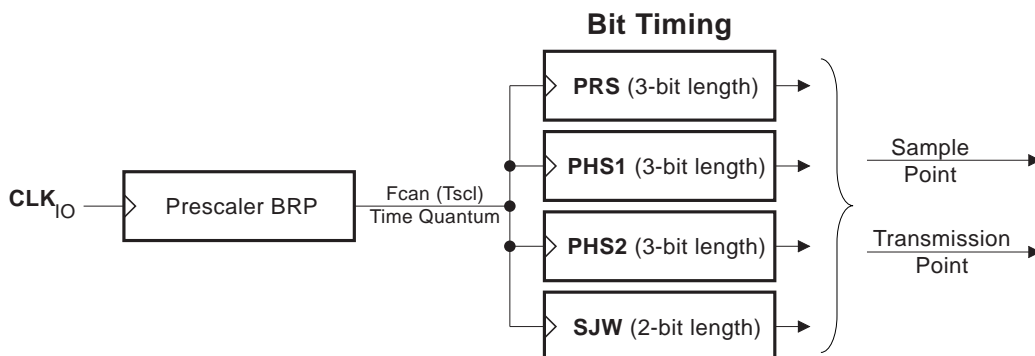 Bit Timing
PRS (3-bit length)
PHS1 (3-bit length)
PHS2 (3-bit length)
SJW (2-bit length)
CLKIO
Prescaler BRP
Fcan (Tscl)
Time Quantum
Sample
Point
Transmission
Point